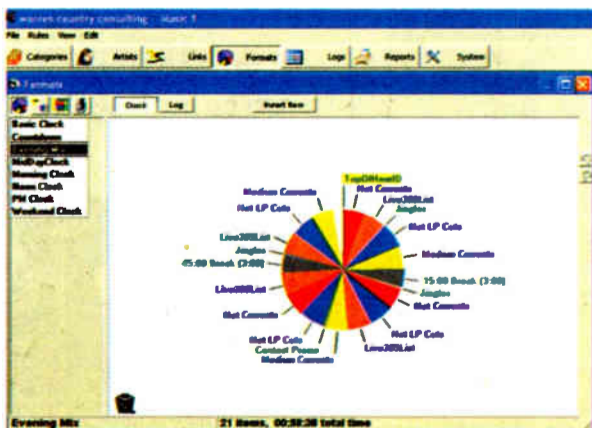 warren country consulting - Music 1
File Rules View Edit
Categories Artists Links Formats Logs Reports System
Formats
Clock Log Insert Item
Basic Clock
Countdown
MidDayClock
Morning Clock
Noon Clock
PM Clock
Weekend Clock
TopOfHourID
Hot Currents
Live365List
Jingles
Hot LP Cuts
Medium Currents
15:00 Break (3:00)
Jingles
Hot Currents
Hot LP Cuts
Live365List
Medium Currents
Contest Promo
Hot LP Cuts
Hot Currents
Live365List
45:00 Break (3:00)
Jingles
Live365List
Hot LP Cuts
Medium Currents
Evening Mix 21 items, 00:58:28 total time